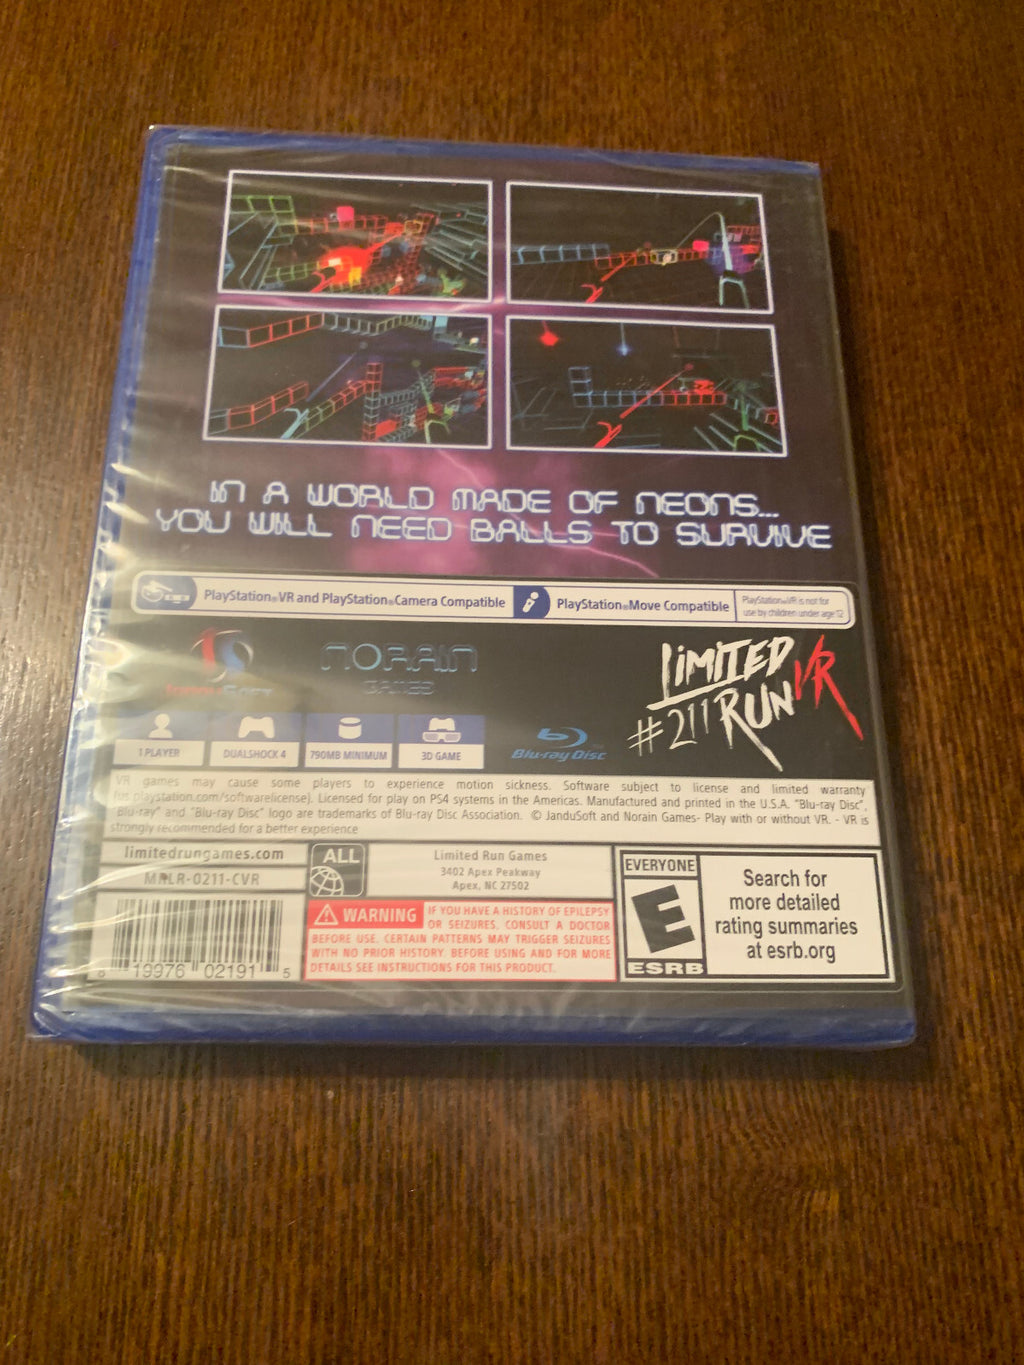 IN A WORLD MADE OF NEONS...
YOU WILL NEED BALLS TO SURVIVE
PlayStation®VR and PlayStation®Camera Compatible
PlayStation®Move Compatible
PlayStation®VR is not for
use by children under age 12
JanduSoft
NORAIN
GAMES
LIMITED
RUN VR
#211
1 PLAYER
DUALSHOCK 4
790MB MINIMUM
3D GAME
Blu-ray Disc
VR games may cause some players to experience motion sickness. Software subject to license and limited warranty
(us.playstation.com/softwarelicense). Licensed for play on PS4 systems in the Americas. Manufactured and printed in the U.S.A. "Blu-ray Disc",
"Blu-ray" and "Blu-ray Disc" logo are trademarks of Blu-ray Disc Association. © JanduSoft and Norain Games- Play with or without VR. - VR is
strongly recommended for a better experience
limitedrungames.com
MRLR-0211-CVR
ALL
Limited Run Games
3402 Apex Peakway
Apex, NC 27502
8 19976 02191 5
WARNING IF YOU HAVE A HISTORY OF EPILEPSY
OR SEIZURES, CONSULT A DOCTOR
BEFORE USE. CERTAIN PATTERNS MAY TRIGGER SEIZURES
WITH NO PRIOR HISTORY. BEFORE USING AND FOR MORE
DETAILS SEE INSTRUCTIONS FOR THIS PRODUCT.
EVERYONE
E
ESRB
Search for
more detailed
rating summaries
at esrb.org